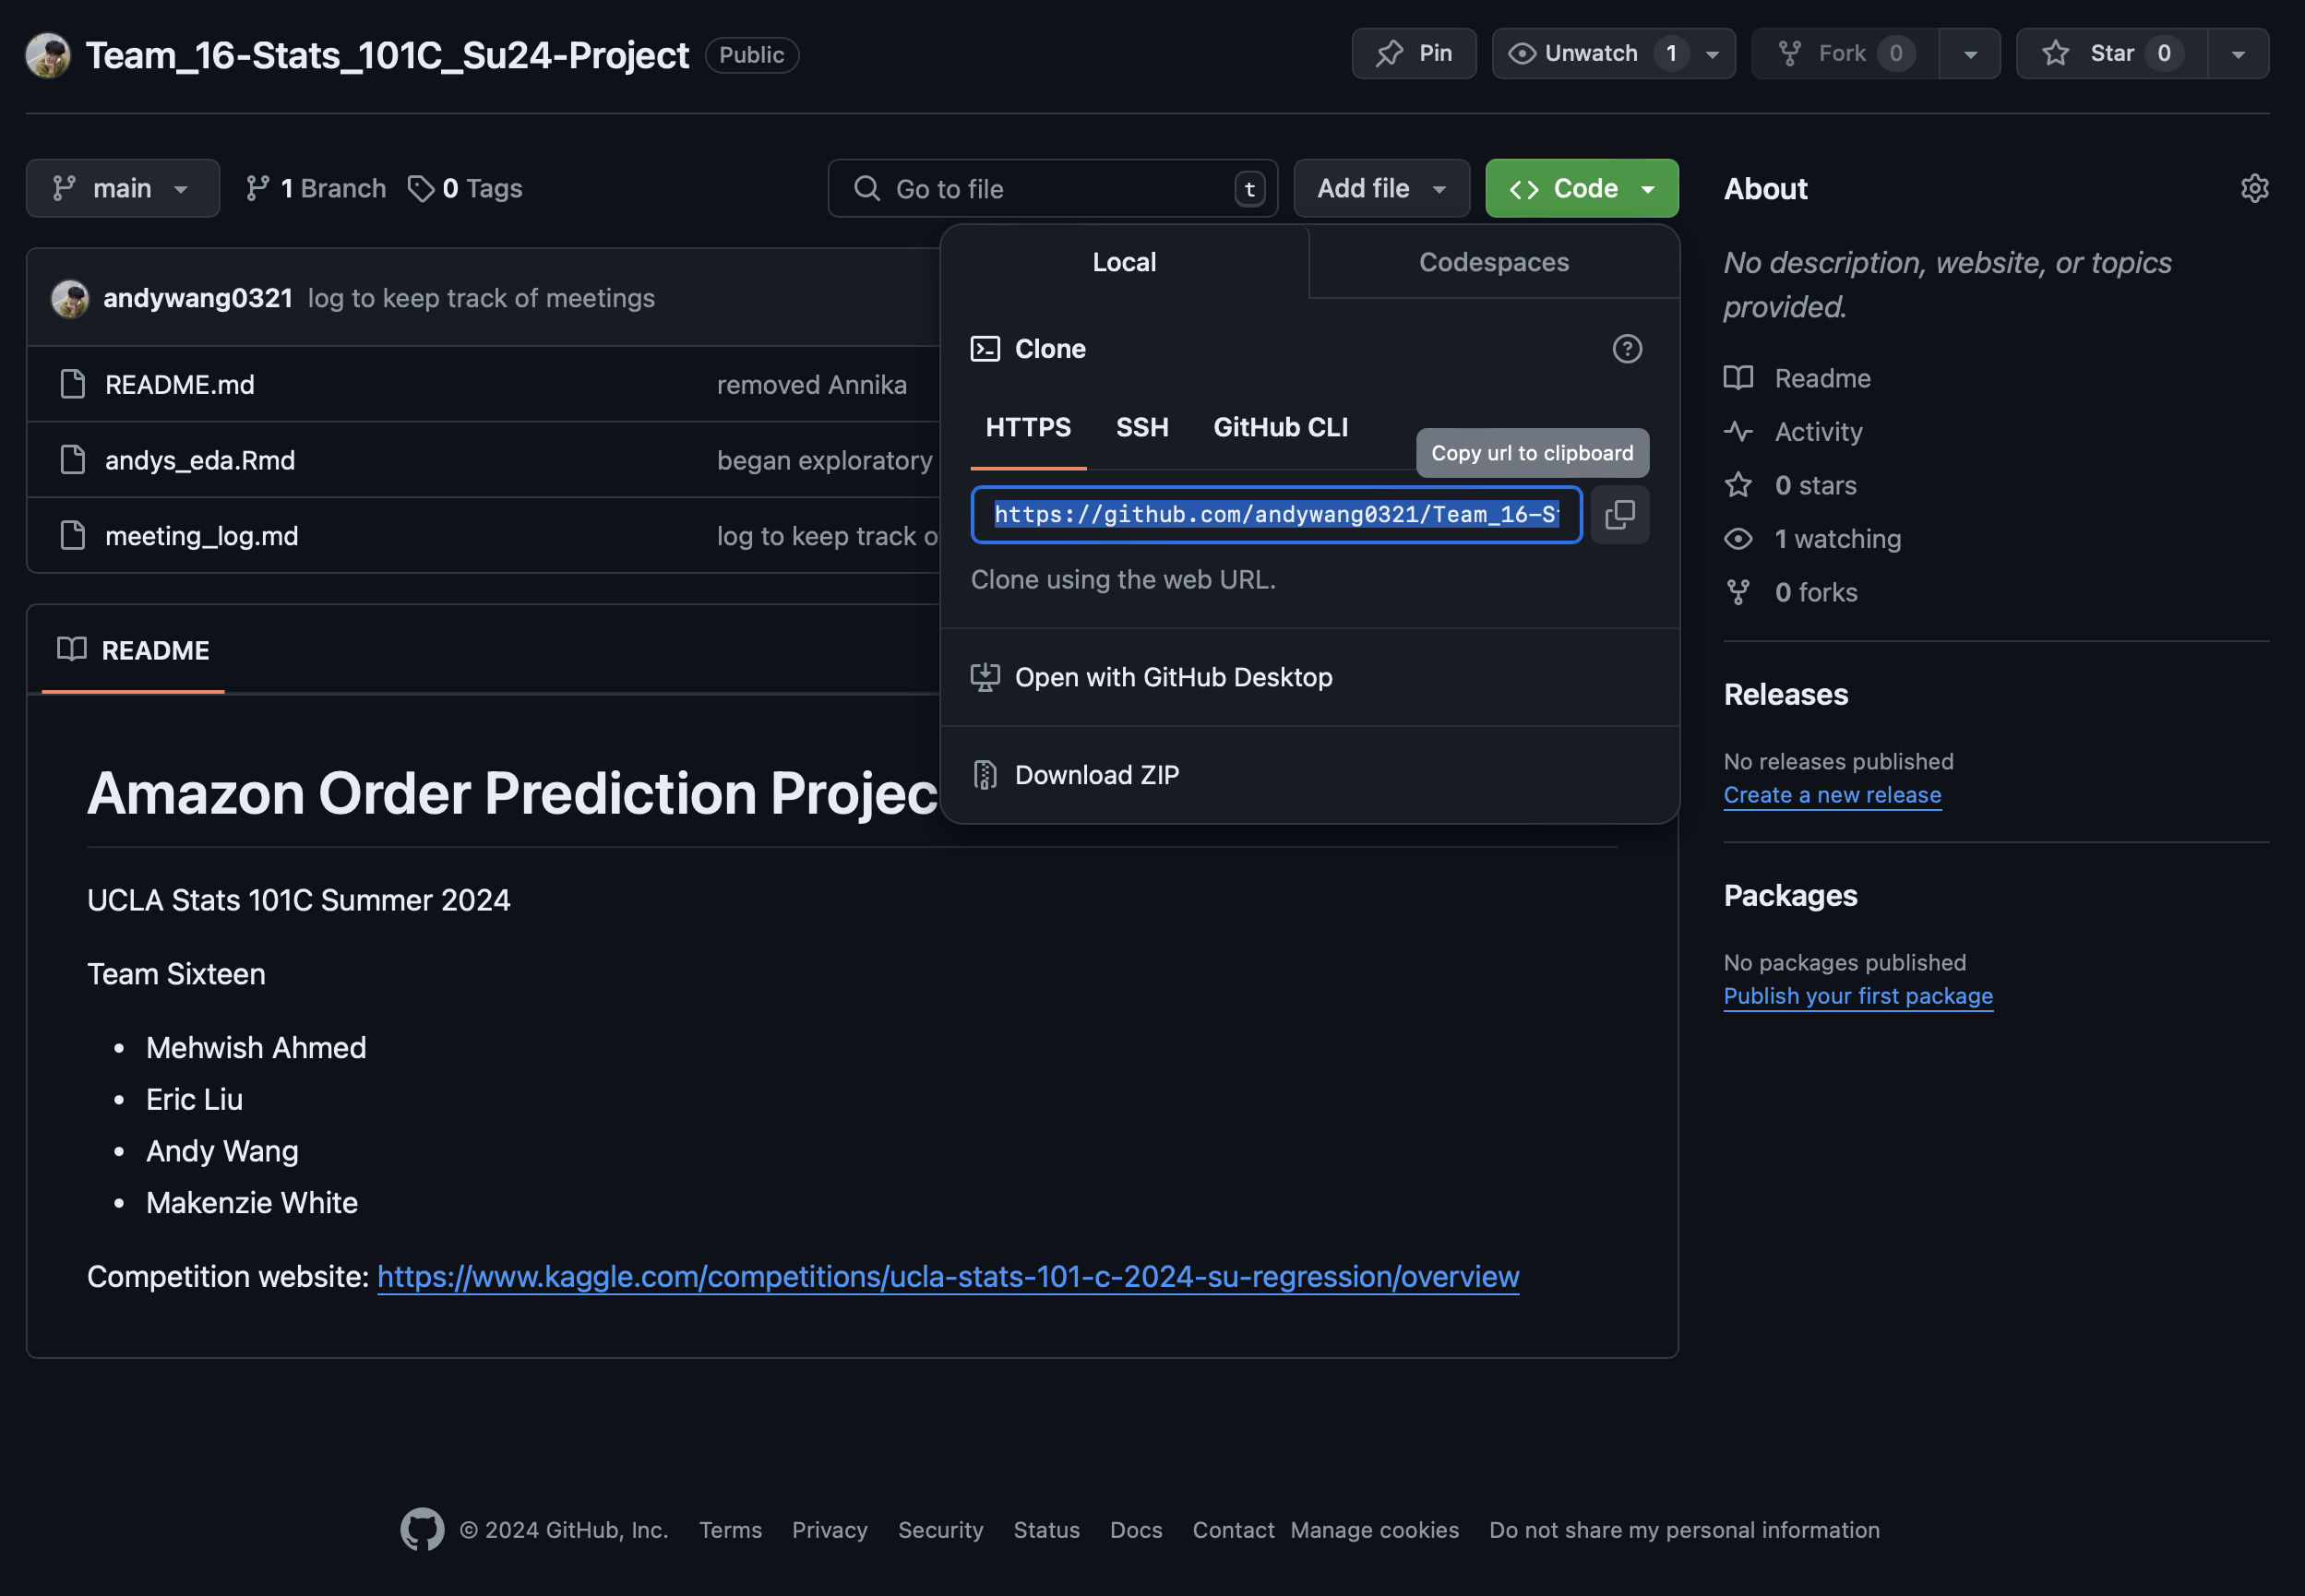 Team_16-Stats_101C_Su24-Project Public Pin Unwatch 1 Fork 0 Star 0
main 1 Branch 0 Tags Go to file t Add file Code
andywang0321 log to keep track of meetings
README.md removed Annika
andys_eda.Rmd began exploratory
meeting_log.md log to keep track o
Local Codespaces
Clone
HTTPS SSH GitHub CLI
Copy url to clipboard
https://github.com/andywang0321/Team_16-S
Clone using the web URL.
Open with GitHub Desktop
Download ZIP
README
Amazon Order Prediction Projec
UCLA Stats 101C Summer 2024
Team Sixteen
• Mehwish Ahmed
• Eric Liu
• Andy Wang
• Makenzie White
Competition website: https://www.kaggle.com/competitions/ucla-stats-101-c-2024-su-regression/overview
About
No description, website, or topics
provided.
Readme
Activity
0 stars
1 watching
0 forks
Releases
No releases published
Create a new release
Packages
No packages published
Publish your first package
© 2024 GitHub, Inc. Terms Privacy Security Status Docs Contact Manage cookies Do not share my personal information